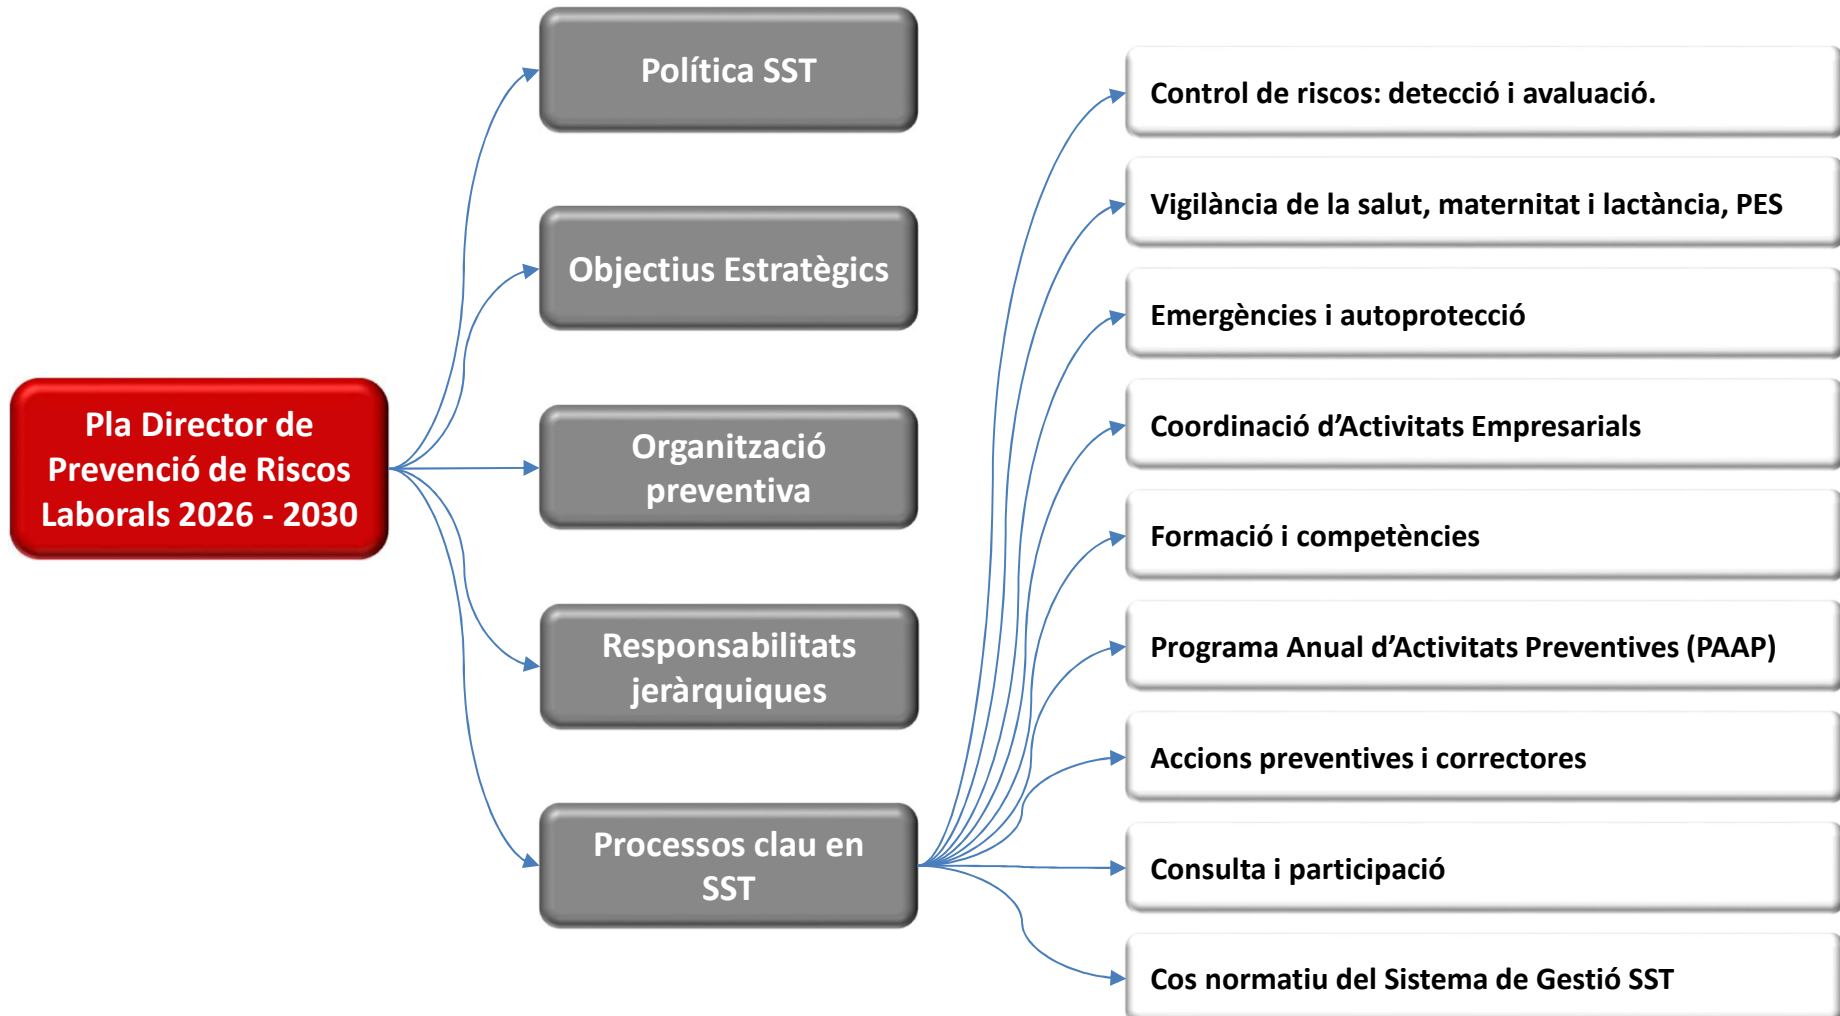 Pla Director de
Prevenció de Riscos
Laborals 2026 - 2030
Política SST
Objectius Estratègics
Organització
preventiva
Responsabilitats
jeràrquiques
Processos clau en
SST
Control de riscos: detecció i avaluació.
Vigilància de la salut, maternitat i lactància, PES
Emergències i autoprotecció
Coordinació d’Activitats Empresarials
Formació i competències
Programa Anual d’Activitats Preventives (PAAP)
Accions preventives i correctores
Consulta i participació
Cos normatiu del Sistema de Gestió SST